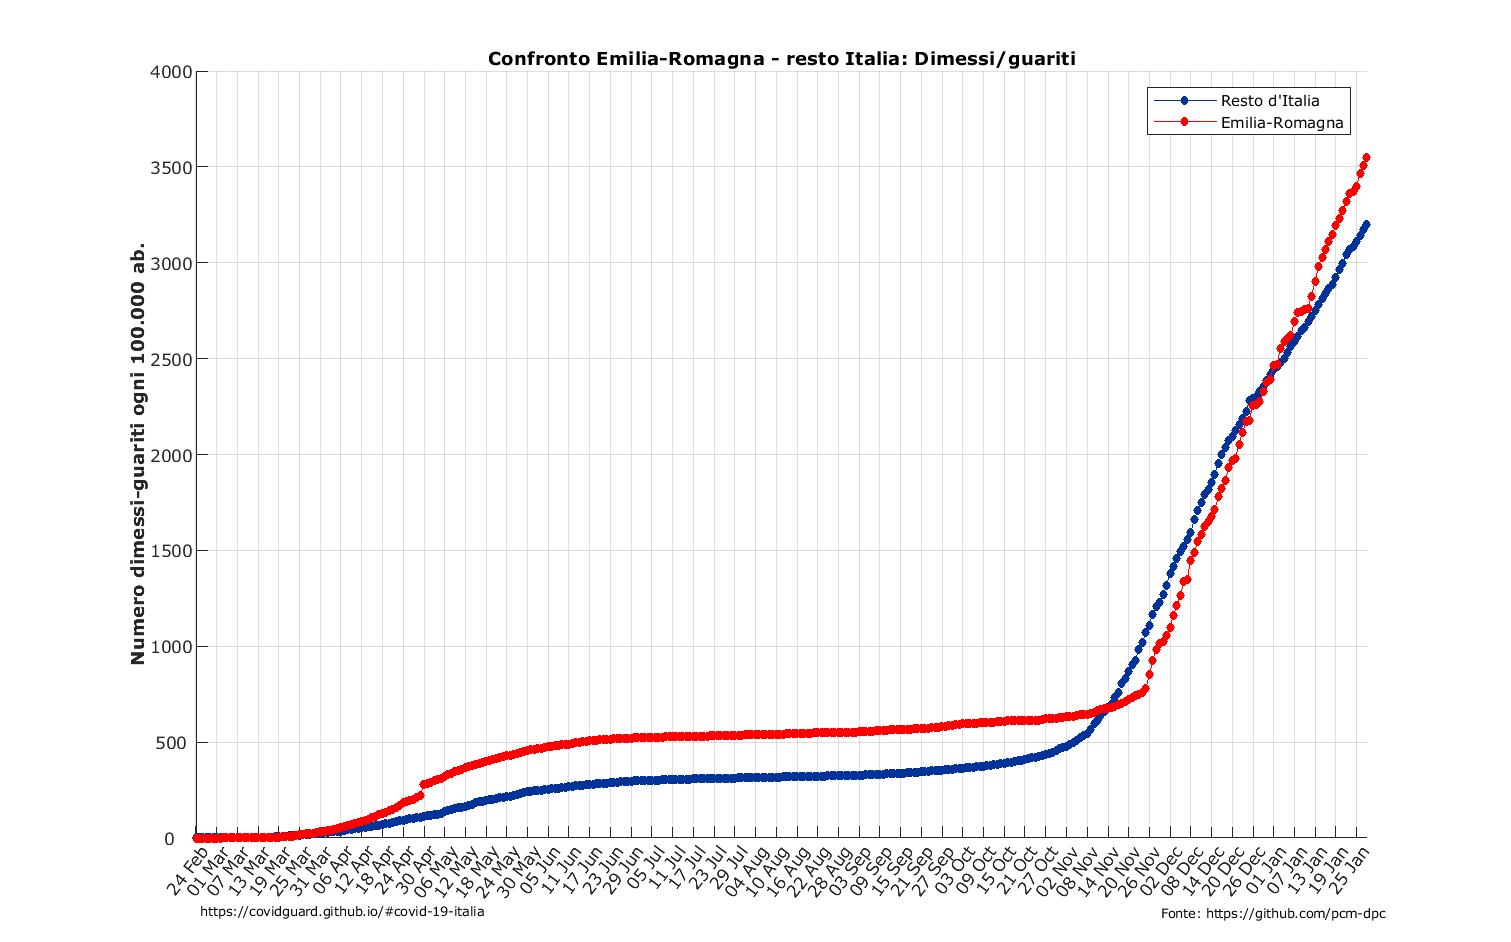 Confronto Emilia-Romagna - resto Italia: Dimessi/guariti
Resto d'Italia
Emilia-Romagna
Numero dimessi-guariti ogni 100.000 ab.
4000
3500
3000
2500
2000
1500
1000
500
0
24 Feb
01 Mar
07 Mar
13 Mar
19 Mar
25 Mar
31 Mar
06 Apr
12 Apr
18 Apr
24 Apr
30 Apr
06 May
12 May
18 May
24 May
30 May
05 Jun
11 Jun
17 Jun
23 Jun
29 Jun
05 Jul
11 Jul
17 Jul
23 Jul
29 Jul
04 Aug
10 Aug
16 Aug
22 Aug
28 Aug
03 Sep
09 Sep
15 Sep
21 Sep
27 Sep
03 Oct
09 Oct
15 Oct
21 Oct
27 Oct
02 Nov
08 Nov
14 Nov
20 Nov
26 Nov
02 Dec
08 Dec
14 Dec
20 Dec
26 Dec
01 Jan
07 Jan
13 Jan
19 Jan
25 Jan
https://covidguard.github.io/#covid-19-italia
Fonte: https://github.com/pcm-dpc